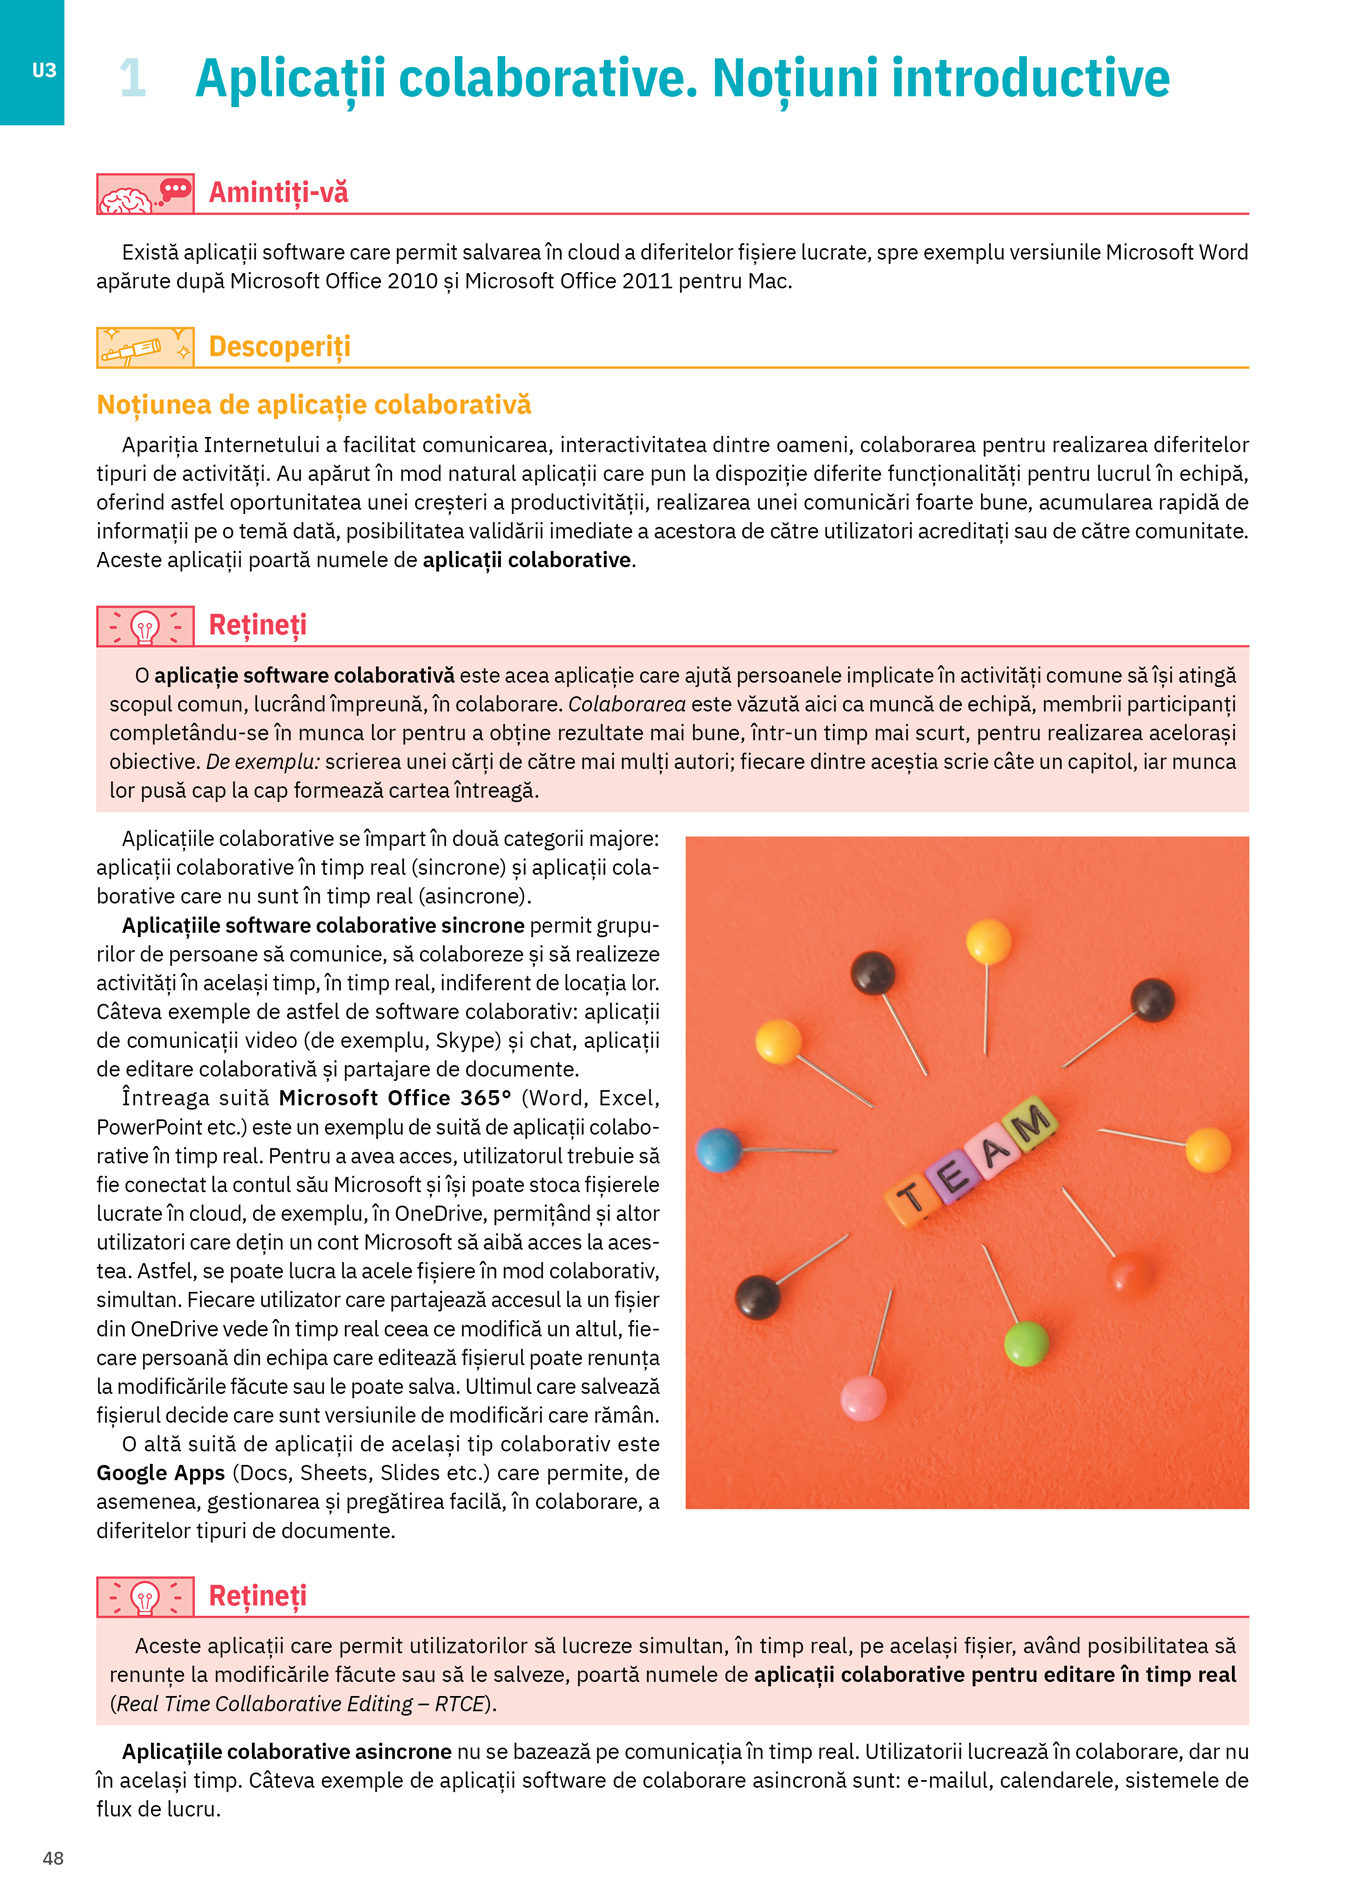 U3
1 Aplicații colaborative. Noțiuni introductive
Amintiți-vă
Există aplicații software care permit salvarea în cloud a diferitelor fișiere lucrate, spre exemplu versiunile Microsoft Word
apărute după Microsoft Office 2010 și Microsoft Office 2011 pentru Mac.
Descoperiți
Noțiunea de aplicație colaborativă
Apariția Internetului a facilitat comunicarea, interactivitatea dintre oameni, colaborarea pentru realizarea diferitelor
tipuri de activități. Au apărut în mod natural aplicații care pun la dispoziție diferite funcționalități pentru lucrul în echipă,
oferind astfel oportunitatea unei creșteri a productivității, realizarea unei comunicări foarte bune, acumularea rapidă de
informații pe o temă dată, posibilitatea validării imediate a acestora de către utilizatori acreditați sau de către comunitate.
Aceste aplicații poartă numele de aplicații colaborative.
Rețineți
O aplicație software colaborativă este acea aplicație care ajută persoanele implicate în activități comune să își atingă
scopul comun, lucrând împreună, în colaborare. Colaborarea este văzută aici ca muncă de echipă, membrii participanți
completându-se în munca lor pentru a obține rezultate mai bune, într-un timp mai scurt, pentru realizarea acelorași
obiective. De exemplu: scrierea unei cărți de către mai mulți autori; fiecare dintre aceștia scrie câte un capitol, iar munca
lor pusă cap la cap formează cartea întreagă.
Aplicațiile colaborative se împart în două categorii majore:
aplicații colaborative în timp real (sincrone) și aplicații cola-
borative care nu sunt în timp real (asincrone).
Aplicațiile software colaborative sincrone permit grupu-
rilor de persoane să comunice, să colaboreze și să realizeze
activități în același timp, în timp real, indiferent de locația lor.
Câteva exemple de astfel de software colaborativ: aplicații
de comunicații video (de exemplu, Skype) și chat, aplicații
de editare colaborativă și partajare de documente.
Întreaga suită Microsoft Office 365° (Word, Excel,
PowerPoint etc.) este un exemplu de suită de aplicații colabo-
rative în timp real. Pentru a avea acces, utilizatorul trebuie să
fie conectat la contul său Microsoft și își poate stoca fișierele
lucrate în cloud, de exemplu, în OneDrive, permițând și altor
utilizatori care dețin un cont Microsoft să aibă acces la aces-
tea. Astfel, se poate lucra la acele fișiere în mod colaborativ,
simultan. Fiecare utilizator care partajează accesul la un fișier
din OneDrive vede în timp real ceea ce modifică un altul, fie-
care persoană din echipa care editează fișierul poate renunța
la modificările făcute sau le poate salva. Ultimul care salvează
fișierul decide care sunt versiunile de modificări care rămân.
O altă suită de aplicații de același tip colaborativ este
Google Apps (Docs, Sheets, Slides etc.) care permite, de
asemenea, gestionarea și pregătirea facilă, în colaborare, a
diferitelor tipuri de documente.
TEAM
Rețineți
Aceste aplicații care permit utilizatorilor să lucreze simultan, în timp real, pe același fișier, având posibilitatea să
renunțe la modificările făcute sau să le salveze, poartă numele de aplicații colaborative pentru editare în timp real
(Real Time Collaborative Editing – RTCE).
Aplicațiile colaborative asincrone nu se bazează pe comunicația în timp real. Utilizatorii lucrează în colaborare, dar nu
în același timp. Câteva exemple de aplicații software de colaborare asincronă sunt: e-mailul, calendarele, sistemele de
flux de lucru.
48